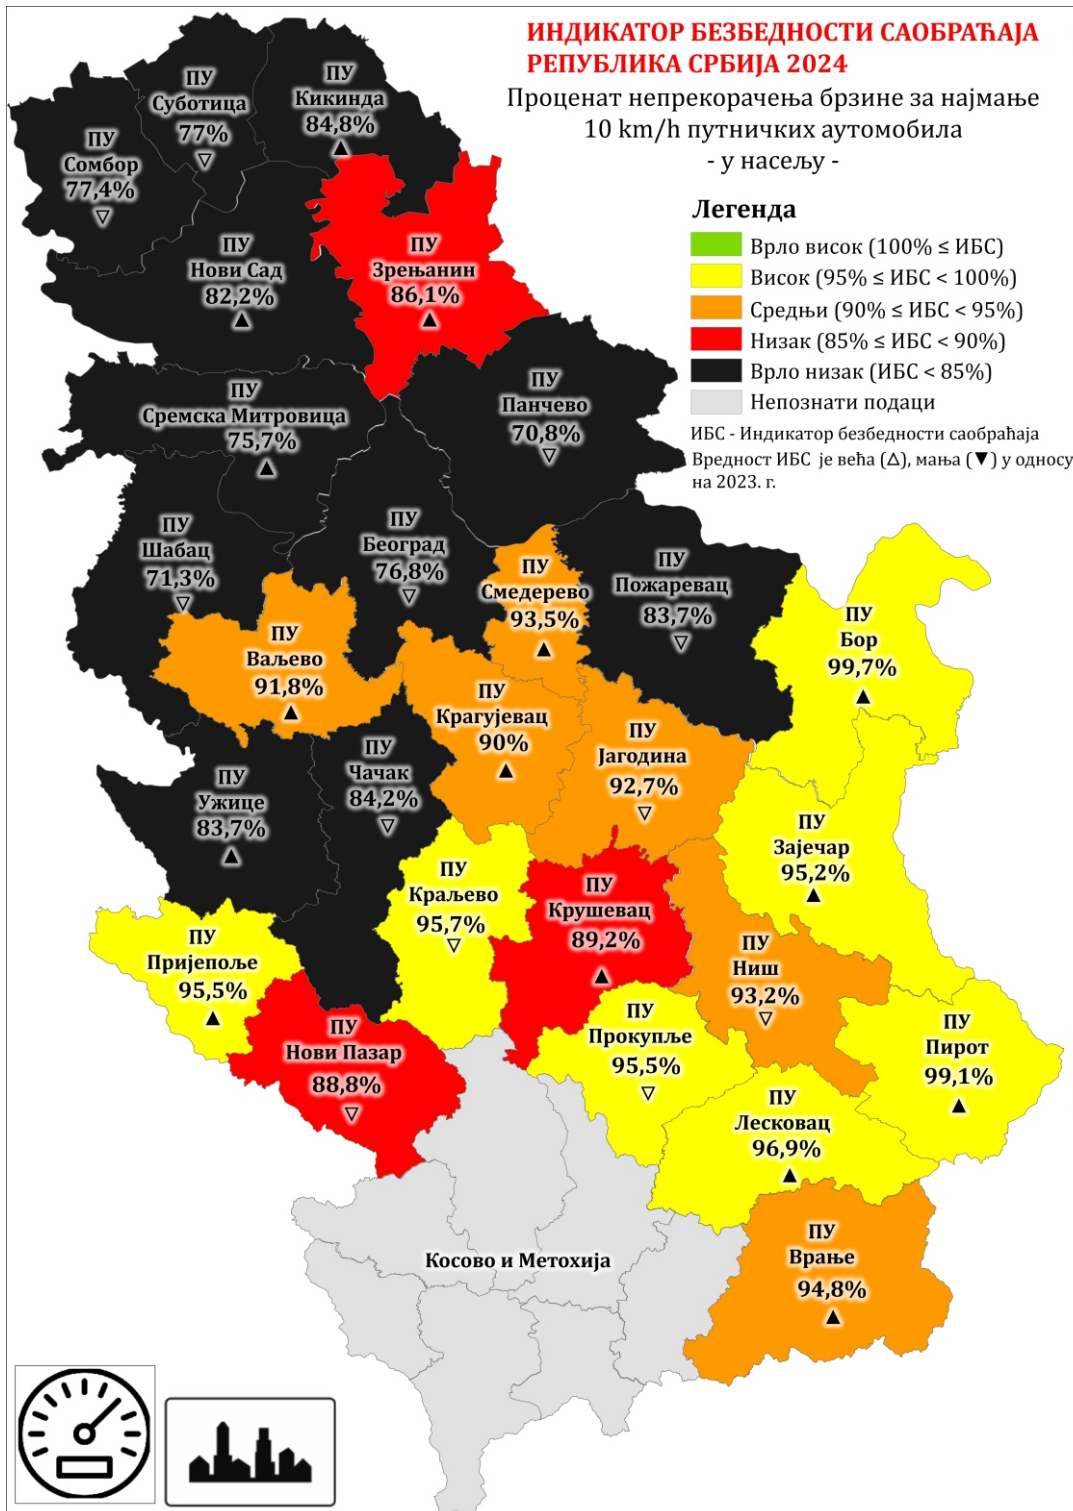 ИНДИКАТОР БЕЗБЕДНОСТИ САОБРАЋАЈА
РЕПУБЛИКА СРБИЈА 2024
Проценат непрекорачења брзине за најмање
10 km/h путничких аутомобила
- у насељу -
Легенда
Врло висок (100% ≤ ИБС)
Висок (95% ≤ ИБС < 100%)
Средњи (90% ≤ ИБС < 95%)
Низак (85% ≤ ИБС < 90%)
Врло низак (ИБС < 85%)
Непознати подаци
ИБС - Индикатор безбедности саобраћаја
Вредност ИБС је већа (△), мања (▼) у односу
на 2023. г.
ПУ
Суботица
77%
▽
ПУ
Кикинда
84,8%
▲
ПУ
Сомбор
77,4%
▽
ПУ
Нови Сад
82,2%
▲
ПУ
Зрењанин
86,1%
▲
ПУ
Сремска Митровица
75,7%
▲
ПУ
Панчево
70,8%
▽
ПУ
Шабац
71,3%
▽
ПУ
Београд
76,8%
▽
ПУ
Смедерево
93,5%
▲
ПУ
Пожаревац
83,7%
▽
ПУ
Бор
99,7%
▲
ПУ
Ваљево
91,8%
▲
ПУ
Крагујевац
90%
▲
ПУ
Јагодина
92,7%
▽
ПУ
Ужице
83,7%
▲
ПУ
Чачак
84,2%
▽
ПУ
Зајечар
95,2%
▲
ПУ
Краљево
95,7%
▽
ПУ
Крушевац
89,2%
▲
ПУ
Пријепоље
95,5%
▲
ПУ
Ниш
93,2%
▽
ПУ
Нови Пазар
88,8%
▽
ПУ
Прокупље
95,5%
▽
ПУ
Пирот
99,1%
▲
ПУ
Лесковац
96,9%
▲
ПУ
Врање
94,8%
▲
Косово и Метохија